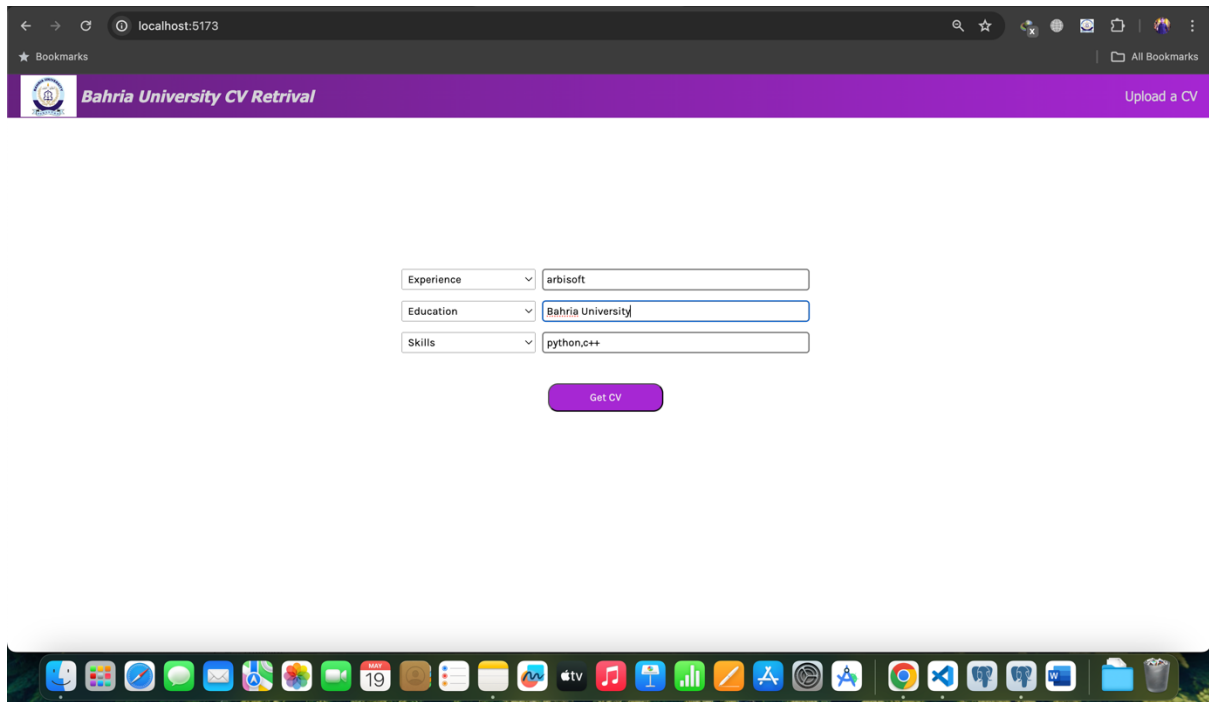 localhost:5173
Bookmarks
All Bookmarks
Bahria University CV Retrival
Upload a CV
Experience arbisoft
Education Bahria University
Skills python,c++
Get CV
MAY
19
tv
W